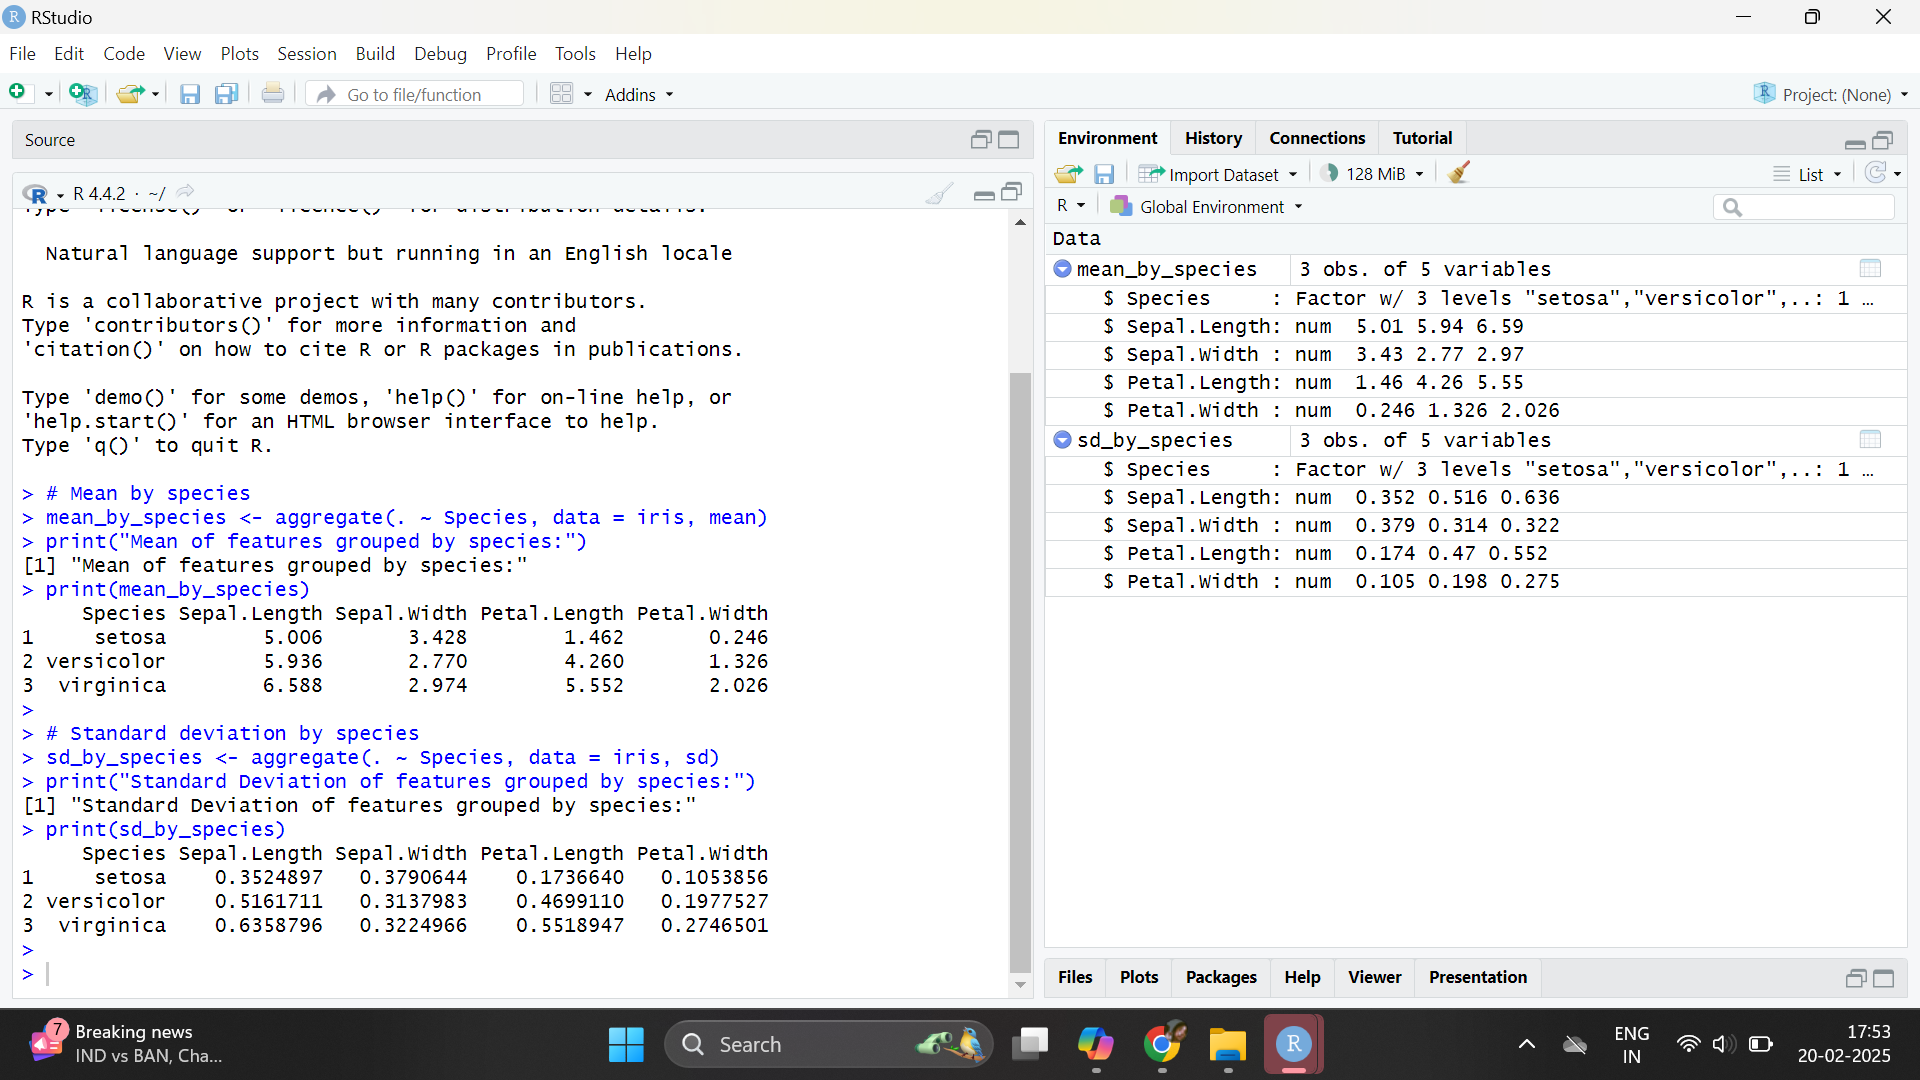 RStudio
File Edit Code View Plots Session Build Debug Profile Tools Help
Go to file/function Addins Project: (None)
Source
R 4.4.2 · ~/
Type 'license()' or 'licence()' for distribution details.
Natural language support but running in an English locale
R is a collaborative project with many contributors.
Type 'contributors()' for more information and
'citation()' on how to cite R or R packages in publications.
Type 'demo()' for some demos, 'help()' for on-line help, or
'help.start()' for an HTML browser interface to help.
Type 'q()' to quit R.
> # Mean by species
> mean_by_species <- aggregate(. ~ Species, data = iris, mean)
> print("Mean of features grouped by species:")
[1] "Mean of features grouped by species:"
> print(mean_by_species)
Species Sepal.Length Sepal.Width Petal.Length Petal.Width
1 setosa 5.006 3.428 1.462 0.246
2 versicolor 5.936 2.770 4.260 1.326
3 virginica 6.588 2.974 5.552 2.026
>
> # Standard deviation by species
> sd_by_species <- aggregate(. ~ Species, data = iris, sd)
> print("Standard Deviation of features grouped by species:")
[1] "Standard Deviation of features grouped by species:"
> print(sd_by_species)
Species Sepal.Length Sepal.Width Petal.Length Petal.Width
1 setosa 0.3524897 0.3790644 0.1736640 0.1053856
2 versicolor 0.5161711 0.3137983 0.4699110 0.1977527
3 virginica 0.6358796 0.3224966 0.5518947 0.2746501
>
>
Environment History Connections Tutorial
Import Dataset 128 MiB List
R Global Environment
Data
mean_by_species 3 obs. of 5 variables
$ Species : Factor w/ 3 levels "setosa","versicolor",..: 1 …
$ Sepal.Length: num 5.01 5.94 6.59
$ Sepal.Width : num 3.43 2.77 2.97
$ Petal.Length: num 1.46 4.26 5.55
$ Petal.Width : num 0.246 1.326 2.026
sd_by_species 3 obs. of 5 variables
$ Species : Factor w/ 3 levels "setosa","versicolor",..: 1 …
$ Sepal.Length: num 0.352 0.516 0.636
$ Sepal.Width : num 0.379 0.314 0.322
$ Petal.Length: num 0.174 0.47 0.552
$ Petal.Width : num 0.105 0.198 0.275
Files Plots Packages Help Viewer Presentation
7 Breaking news
IND vs BAN, Cha...
Search
ENG
IN
17:53
20-02-2025